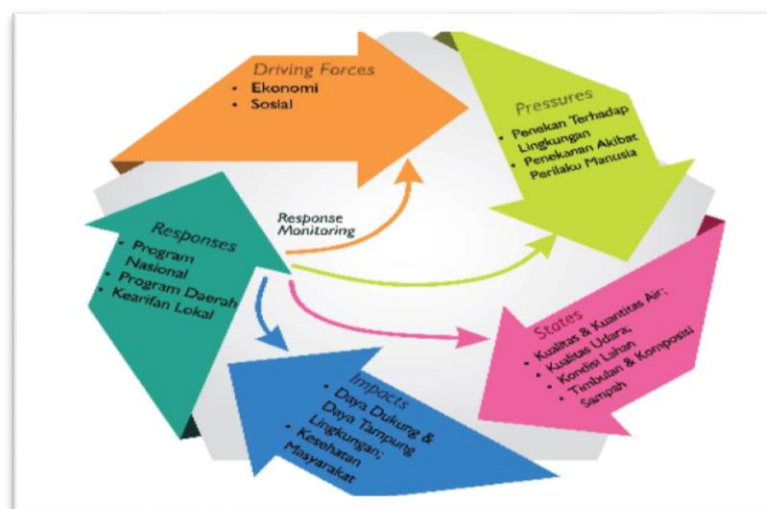 Driving Forces
• Ekonomi
• Sosial
Pressures
• Penekan Terhadap
Lingkungan
• Penekanan Akibat
Perilaku Manusia
States
• Kualitas & Kuantitas Air;
• Kualitas Udara;
• Kondisi Lahan
• Timbulan & Komposisi
Sampah
Impacts
• Daya Dukung &
Daya Tampung
Lingkungan;
• Kesehatan
Masyarakat
Responses
• Program
Nasional
• Program Daerah
• Kearifan Lokal
Response
Monitoring